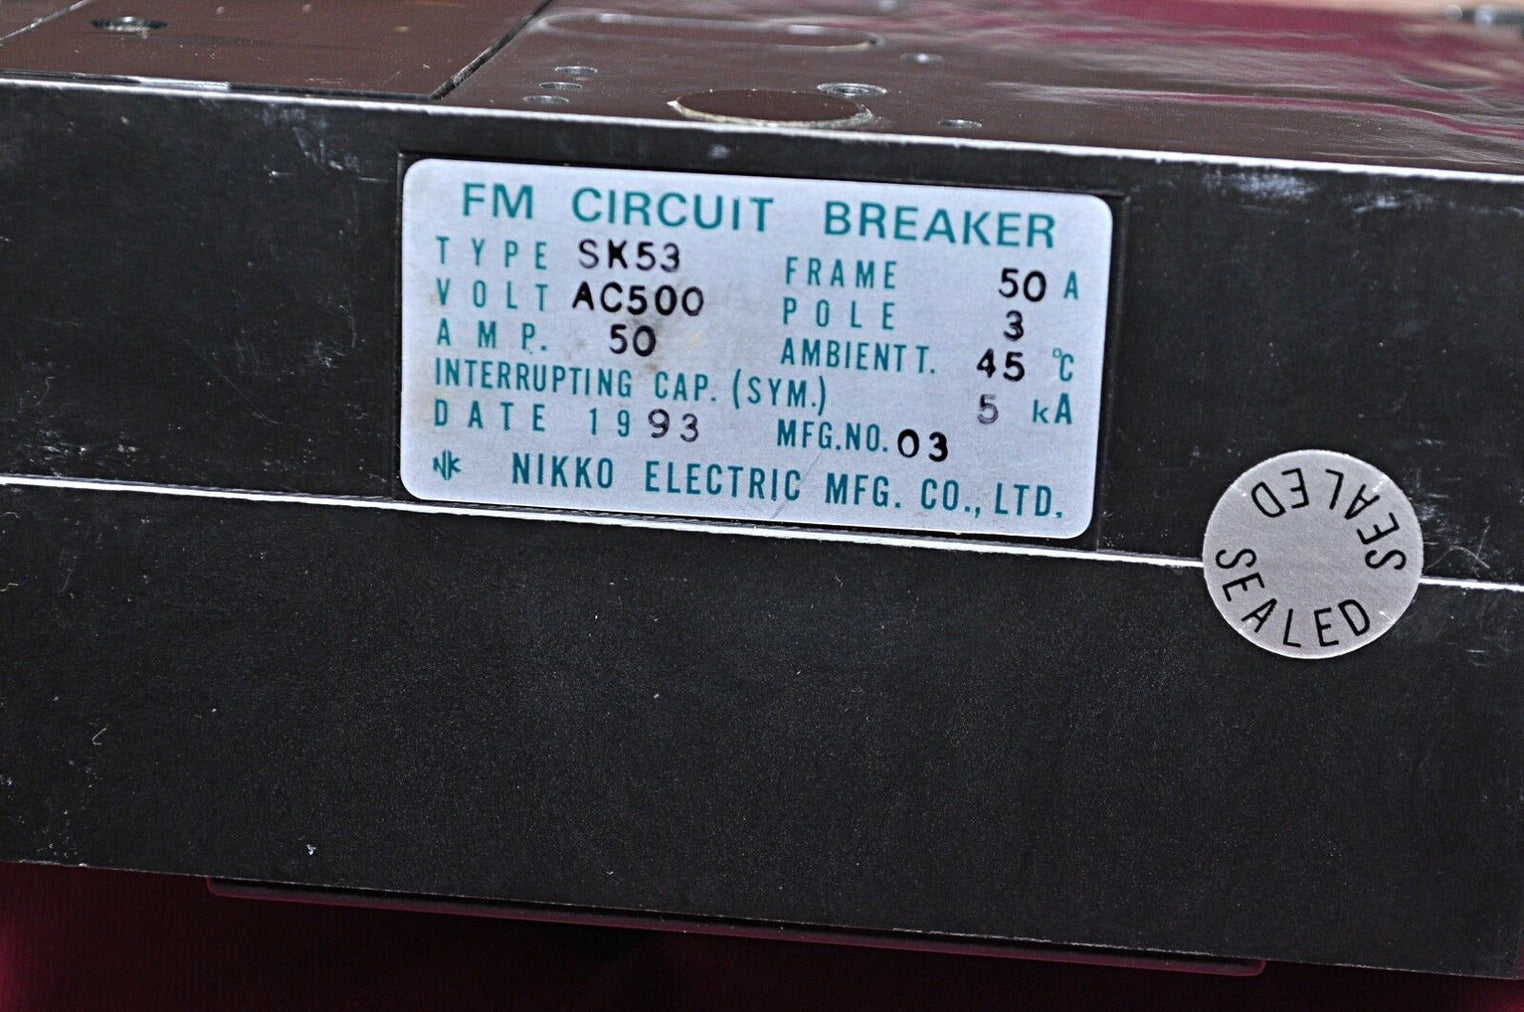 FM CIRCUIT BREAKER
TYPE SK53 FRAME 50 A
VOLT AC500 POLE 3
AMP. 50 AMBIENT T. 45 °C
INTERRUPTING CAP. (SYM.) 5 kA
DATE 1993 MFG.NO. 03
NK NIKKO ELECTRIC MFG. CO., LTD.
SEALED
SEALED